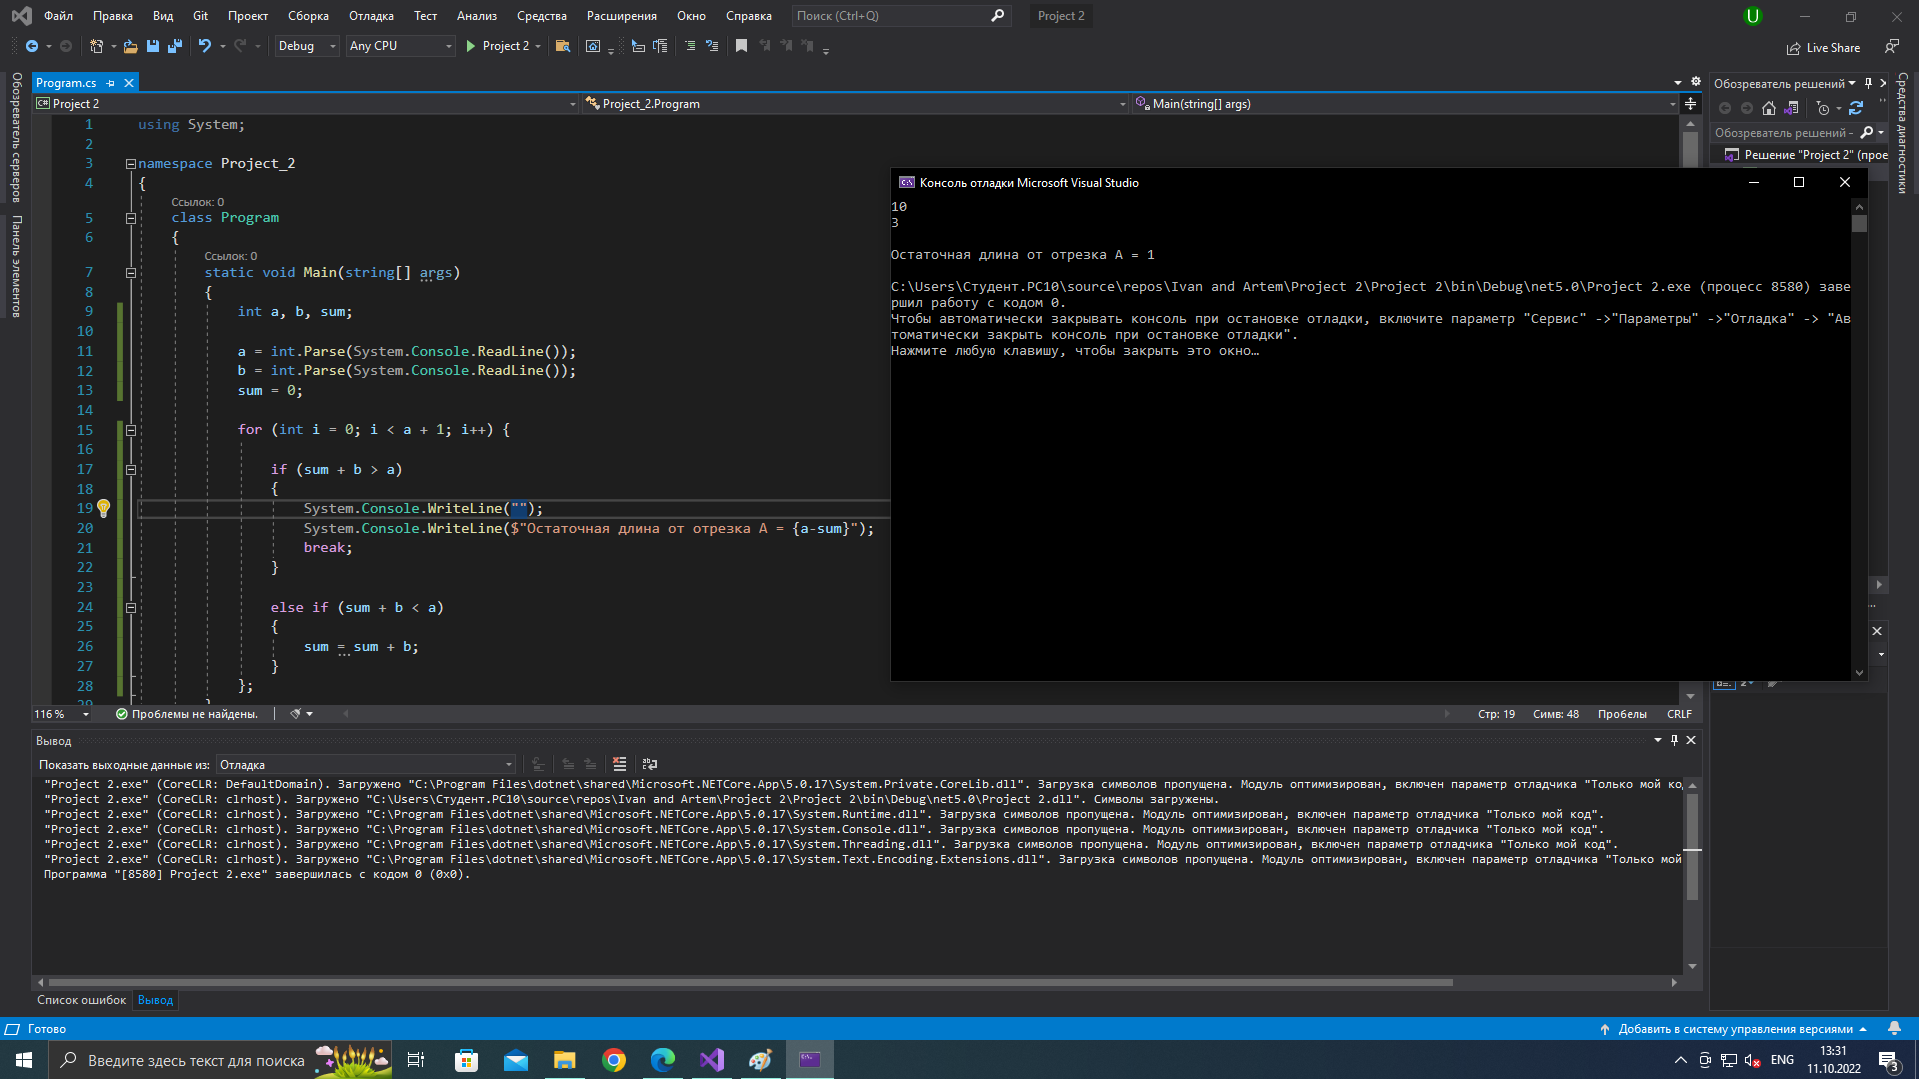 Файл Правка Вид Git Проект Сборка Отладка Тест Анализ Средства Расширения Окно Справка Поиск (Ctrl+Q) Project 2 U
Debug Any CPU Project 2 Live Share
Обозреватель серверов
Панель элементов
Program.cs
Project 2 Project_2.Program Main(string[] args)
1 using System;
2
3 namespace Project_2
4 {
Ссылок: 0
5 class Program
6 {
Ссылок: 0
7 static void Main(string[] args)
8 {
9 int a, b, sum;
10
11 a = int.Parse(System.Console.ReadLine());
12 b = int.Parse(System.Console.ReadLine());
13 sum = 0;
14
15 for (int i = 0; i < a + 1; i++) {
16
17 if (sum + b > a)
18 {
19 System.Console.WriteLine("");
20 System.Console.WriteLine($"Остаточная длина от отрезка A = {a-sum}");
21 break;
22 }
23
24 else if (sum + b < a)
25 {
26 sum = sum + b;
27 }
28 };
29 }
116 % Проблемы не найдены. Стр: 19 Симв: 48 Пробелы CRLF
Консоль отладки Microsoft Visual Studio
10
3
Остаточная длина от отрезка A = 1
C:\Users\Студент.PC10\source\repos\Ivan and Artem\Project 2\Project 2\bin\Debug\net5.0\Project 2.exe (процесс 8580) заве
ршил работу с кодом 0.
Чтобы автоматически закрывать консоль при остановке отладки, включите параметр "Сервис" ->"Параметры" ->"Отладка" -> "Ав
томатически закрыть консоль при остановке отладки".
Нажмите любую клавишу, чтобы закрыть это окно…
Обозреватель решений
Обозреватель решений -
Решение "Project 2" (прое
Средства диагностики
Вывод
Показать выходные данные из: Отладка
"Project 2.exe" (CoreCLR: DefaultDomain). Загружено "C:\Program Files\dotnet\shared\Microsoft.NETCore.App\5.0.17\System.Private.CoreLib.dll". Загрузка символов пропущена. Модуль оптимизирован, включен параметр отладчика "Только мой ко
"Project 2.exe" (CoreCLR: clrhost). Загружено "C:\Users\Студент.PC10\source\repos\Ivan and Artem\Project 2\Project 2\bin\Debug\net5.0\Project 2.dll". Символы загружены.
"Project 2.exe" (CoreCLR: clrhost). Загружено "C:\Program Files\dotnet\shared\Microsoft.NETCore.App\5.0.17\System.Runtime.dll". Загрузка символов пропущена. Модуль оптимизирован, включен параметр отладчика "Только мой код".
"Project 2.exe" (CoreCLR: clrhost). Загружено "C:\Program Files\dotnet\shared\Microsoft.NETCore.App\5.0.17\System.Console.dll". Загрузка символов пропущена. Модуль оптимизирован, включен параметр отладчика "Только мой код".
"Project 2.exe" (CoreCLR: clrhost). Загружено "C:\Program Files\dotnet\shared\Microsoft.NETCore.App\5.0.17\System.Threading.dll". Загрузка символов пропущена. Модуль оптимизирован, включен параметр отладчика "Только мой код".
"Project 2.exe" (CoreCLR: clrhost). Загружено "C:\Program Files\dotnet\shared\Microsoft.NETCore.App\5.0.17\System.Text.Encoding.Extensions.dll". Загрузка символов пропущена. Модуль оптимизирован, включен параметр отладчика "Только мой
Программа "[8580] Project 2.exe" завершилась с кодом 0 (0x0).
Список ошибок Вывод
Готово Добавить в систему управления версиями
Введите здесь текст для поиска ENG 13:31
11.10.2022 3